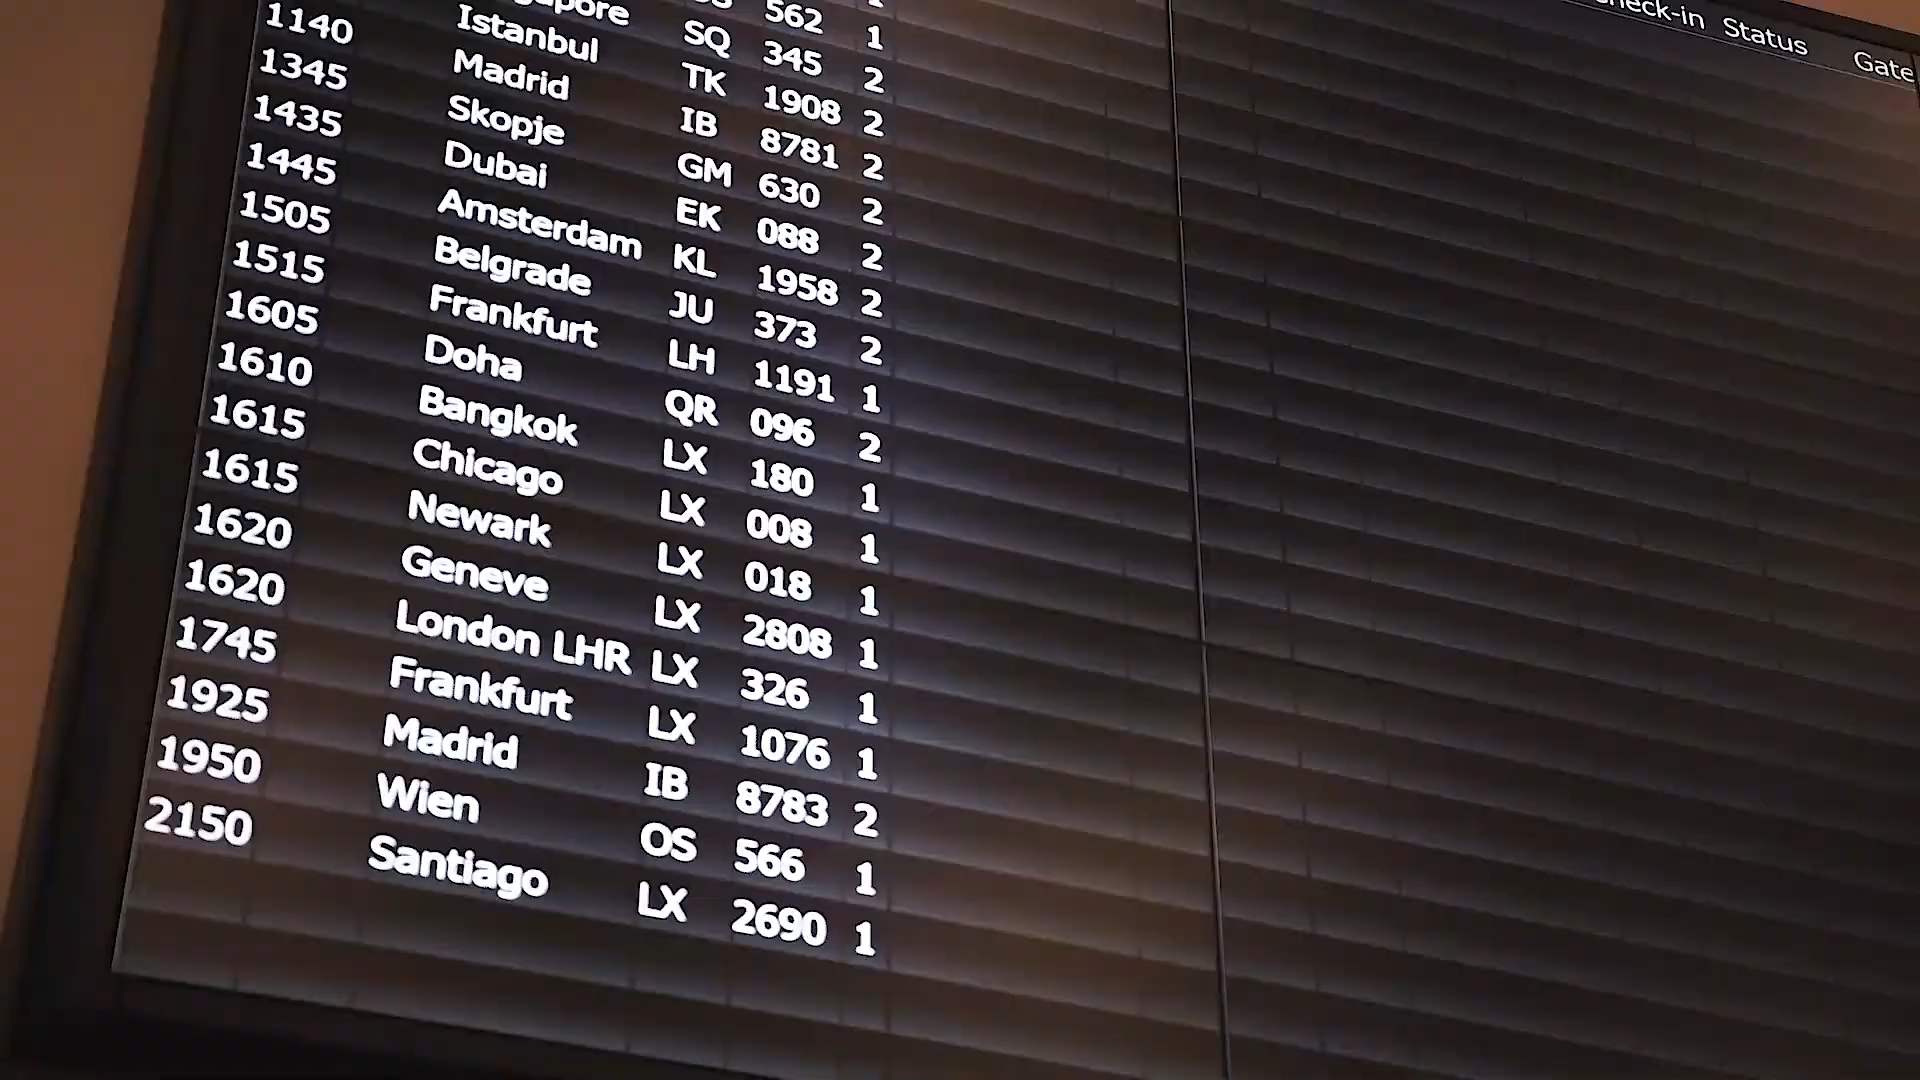 Status Gate
562 1
SQ 345 2
Istanbul TK 1908 2
1140 Madrid IB 8781 2
1345 Skopje GM 630 2
1435 Dubai EK 088 2
1445 Amsterdam KL 1958 2
1505 Belgrade JU 373 2
1515 Frankfurt LH 1191 1
1605 Doha QR 096 2
1610 Bangkok LX 180 1
1615 Chicago LX 008 1
1615 Newark LX 018 1
1620 Geneve LX 2808 1
1620 London LHR LX 326 1
1745 Frankfurt LX 1076 1
1925 Madrid IB 8783 2
1950 Wien OS 566 1
2150 Santiago LX 2690 1